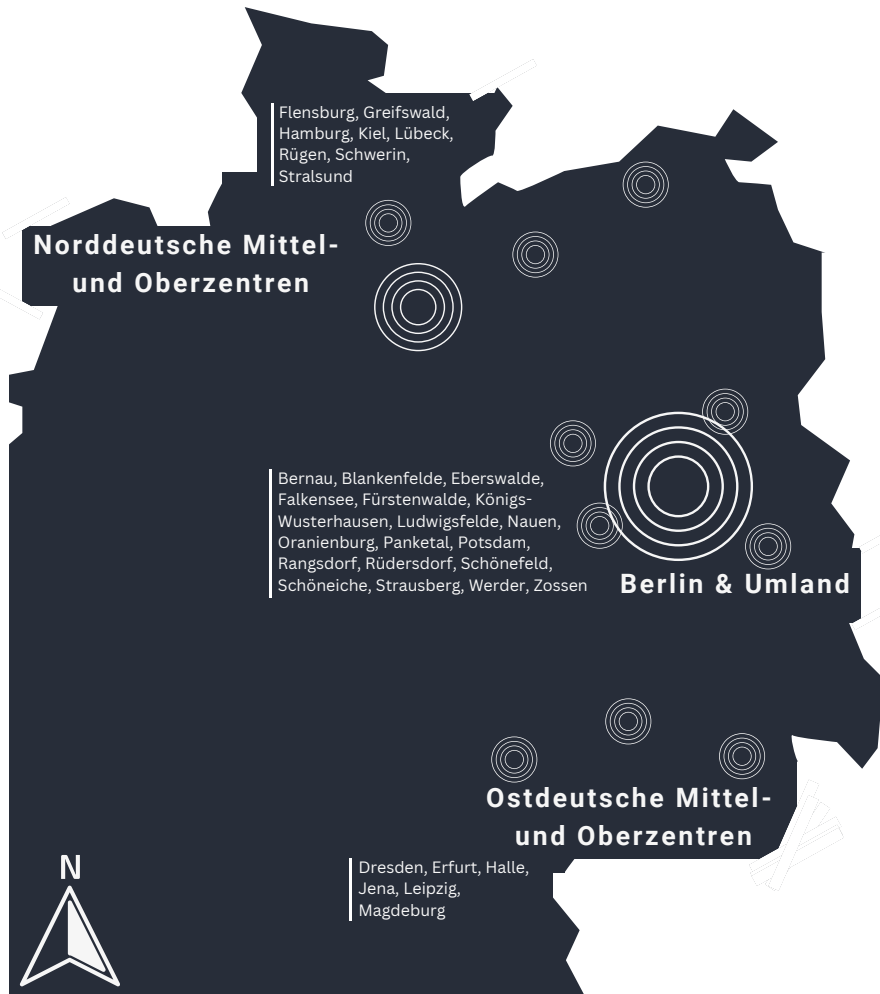 Flensburg, Greifswald,
Hamburg, Kiel, Lübeck,
Rügen, Schwerin,
Stralsund
Norddeutsche Mittel-
und Oberzentren
Bernau, Blankenfelde, Eberswalde,
Falkensee, Fürstenwalde, Königs-
Wusterhausen, Ludwigsfelde, Nauen,
Oranienburg, Panketal, Potsdam,
Rangsdorf, Rüdersdorf, Schönefeld,
Schöneiche, Strausberg, Werder, Zossen
Berlin & Umland
Ostdeutsche Mittel-
und Oberzentren
Dresden, Erfurt, Halle,
Jena, Leipzig,
Magdeburg
N